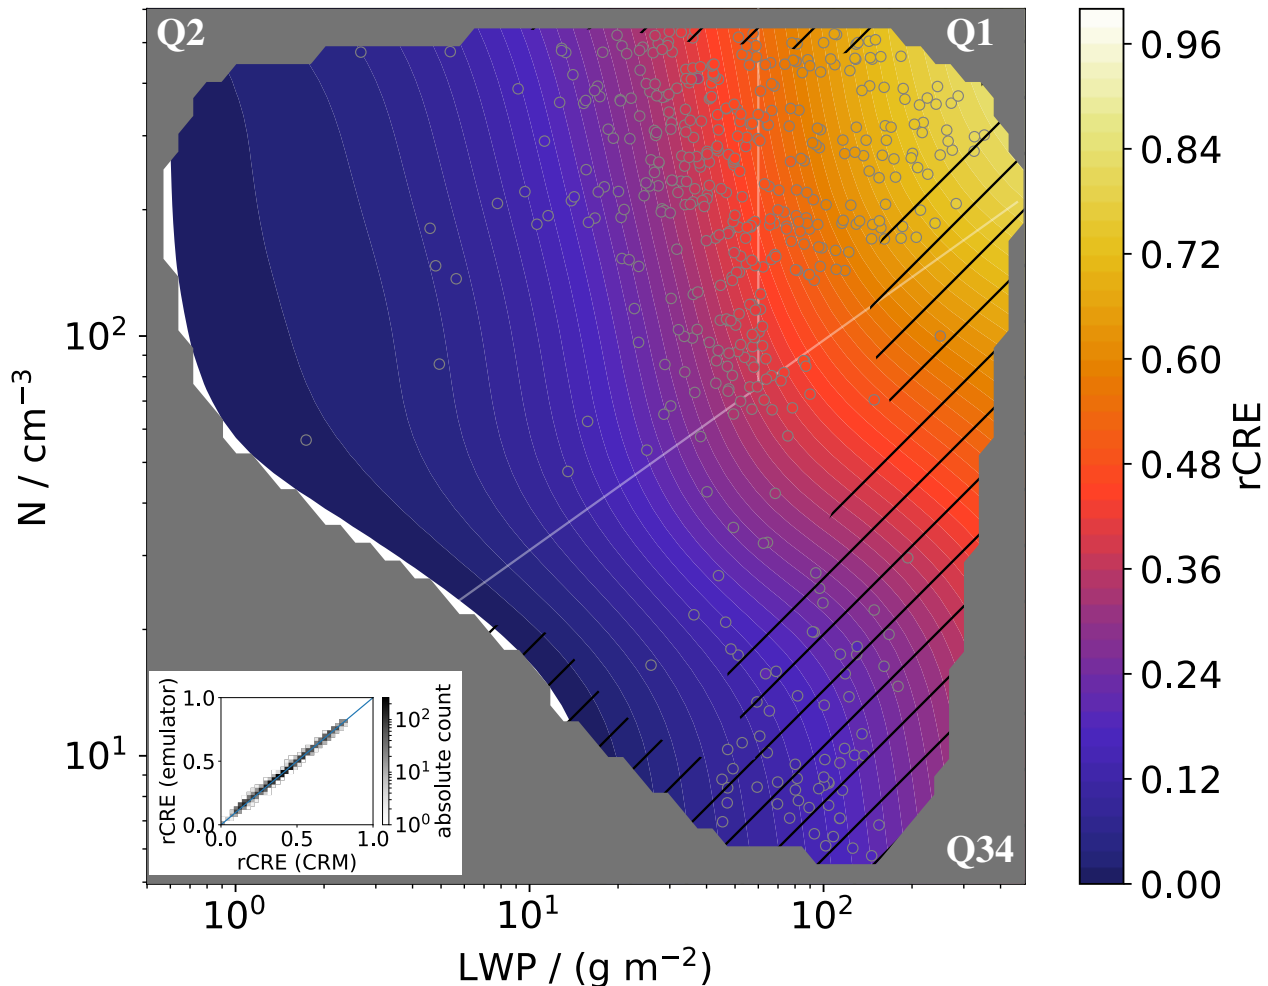 Q2
Q1
0.96
0.84
0.72
0.60
0.48
0.36
0.24
0.12
0.00
rCRE
10²
10¹
N / cm⁻³
Q34
1.0
0.5
0.0
rCRE (emulator)
0.0
0.5
1.0
rCRE (CRM)
10²
10¹
10⁰
absolute count
10⁰
10¹
10²
LWP / (g m⁻²)